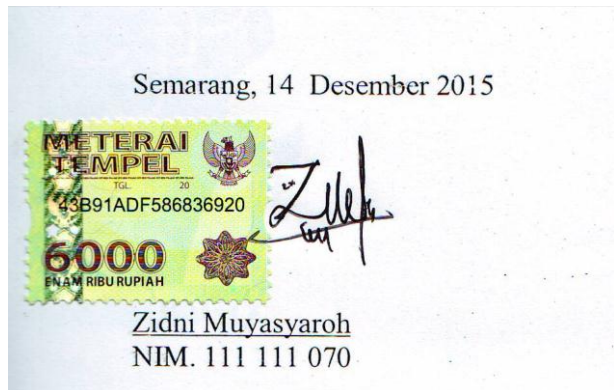 Semarang, 14 Desember 2015
METERAI
TEMPEL
TGL. 20
43B91ADF586836920
6000
ENAM RIBU RUPIAH
Zidni Muyasyaroh
NIM. 111 111 070